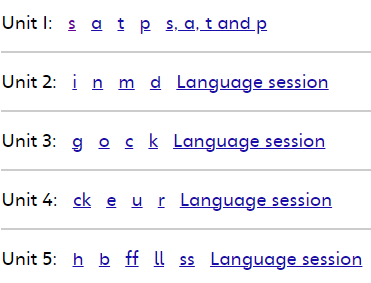 Unit 1: s a t p s, a, t and p
Unit 2: i n m d Language session
Unit 3: g o c k Language session
Unit 4: ck e u r Language session
Unit 5: h b ff ll ss Language session